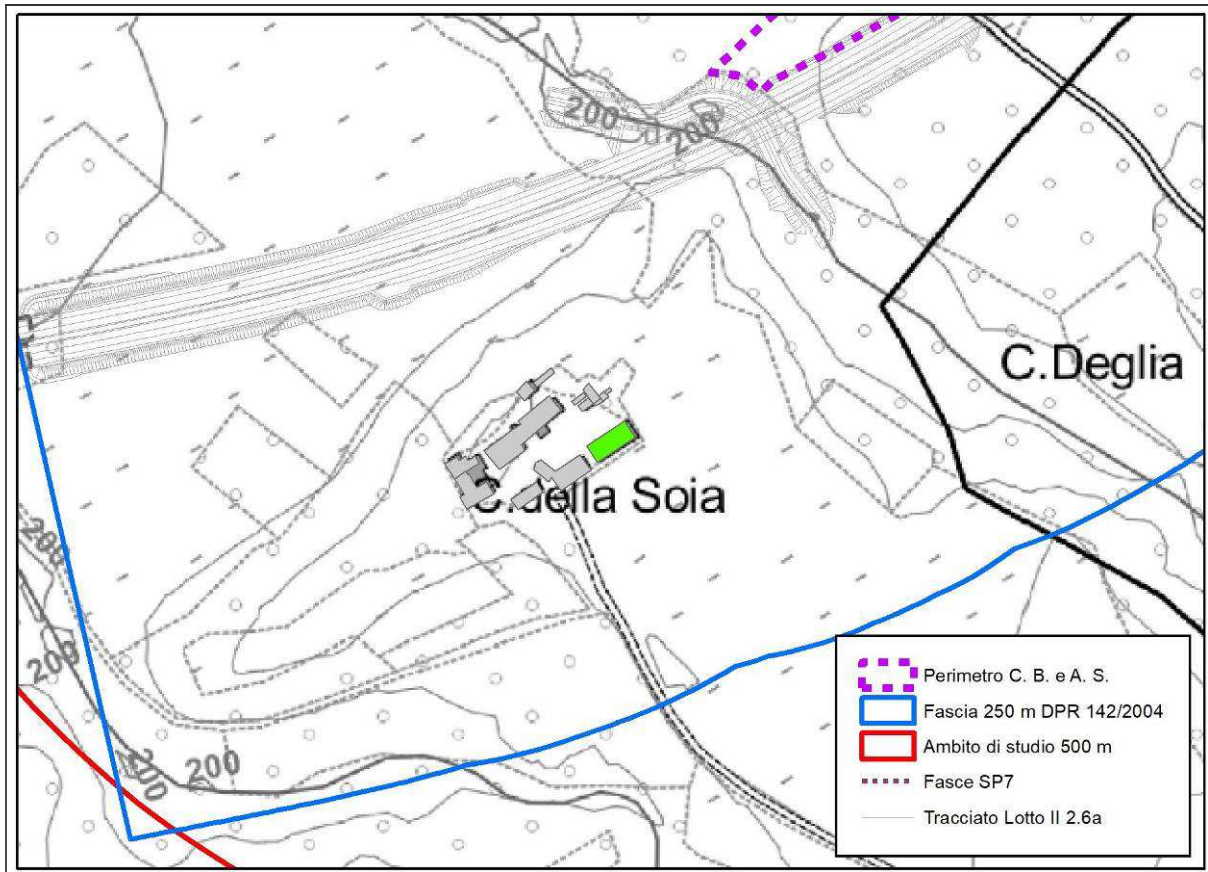 200
200
C.Deglia
C.della Soia
200
200
200
200
Perimetro C. B. e A. S.
Fascia 250 m DPR 142/2004
Ambito di studio 500 m
Fasce SP7
Tracciato Lotto II 2.6a